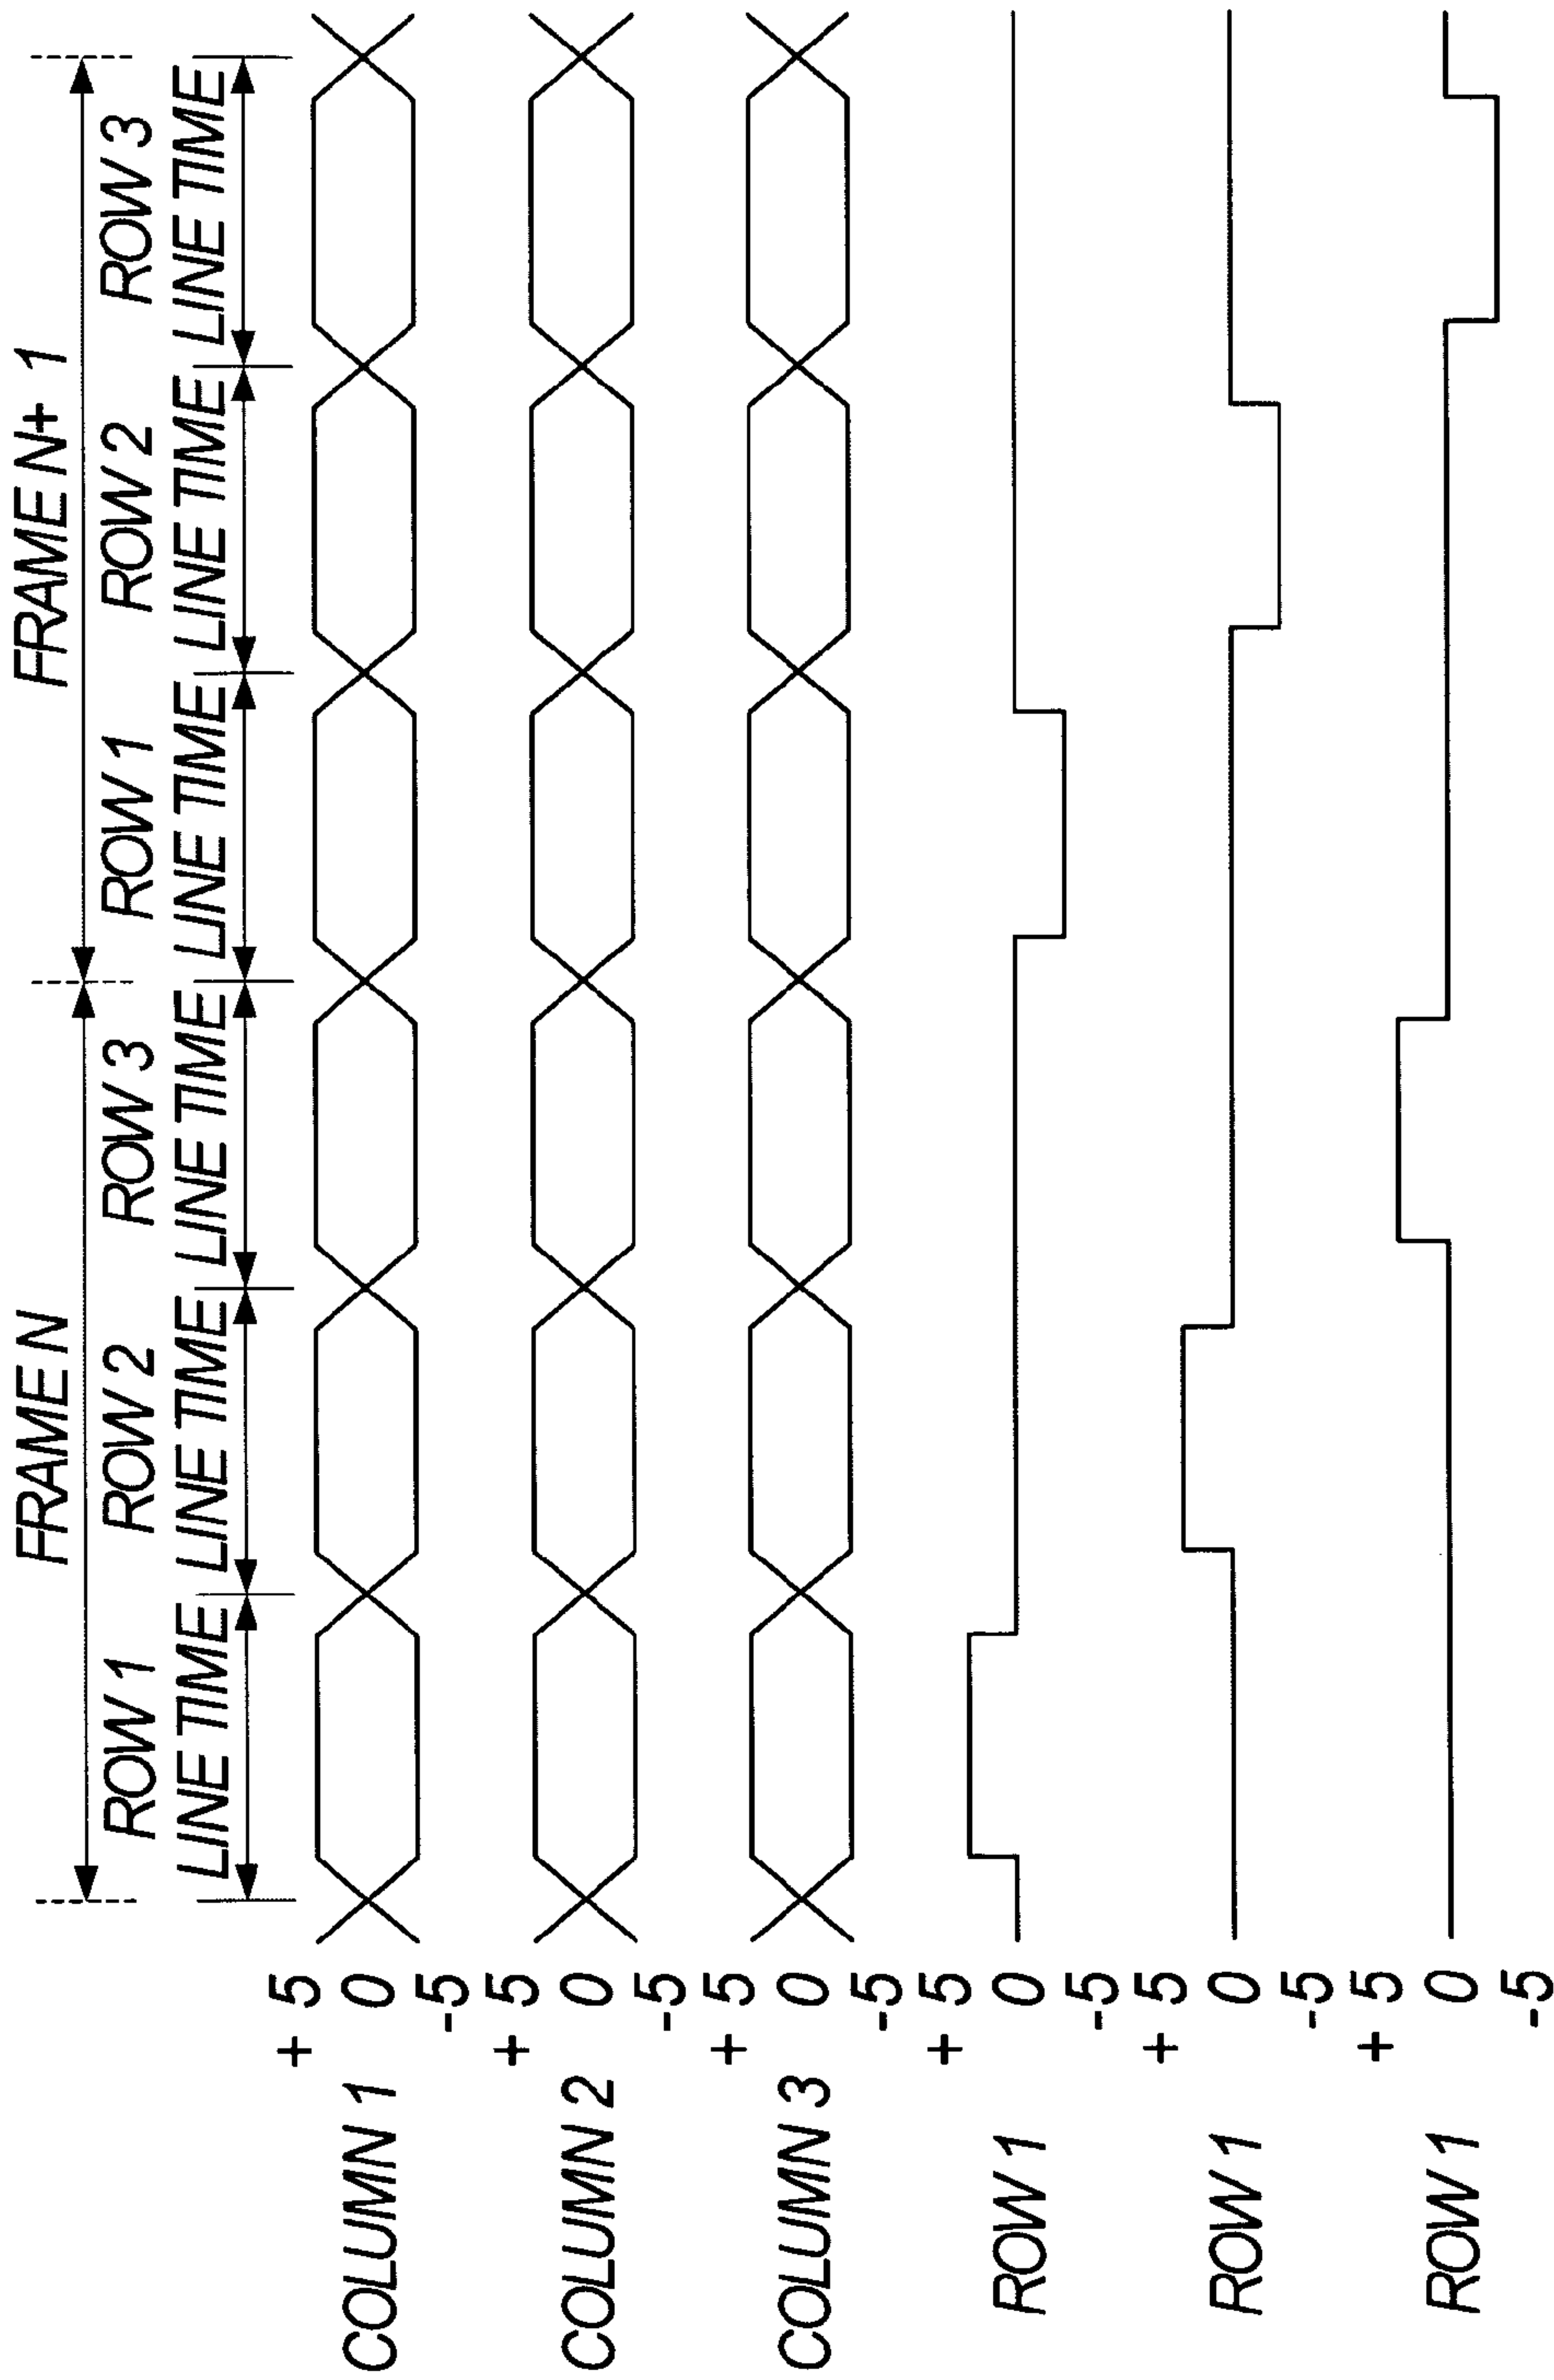 FRAME N FRAME N+ 1
ROW 1 ROW 2 ROW 3 ROW 1 ROW 2 ROW 3
LINE TIME LINE TIME LINE TIME LINE TIME LINE TIME LINE TIME
+ 5
COLUMN 1 0
-5
+ 5
COLUMN 2 0
-5
+ 5
COLUMN 3 0
-5
+ 5
ROW 1 0
-5
+ 5
ROW 1 0
-5
+ 5
ROW 1 0
-5